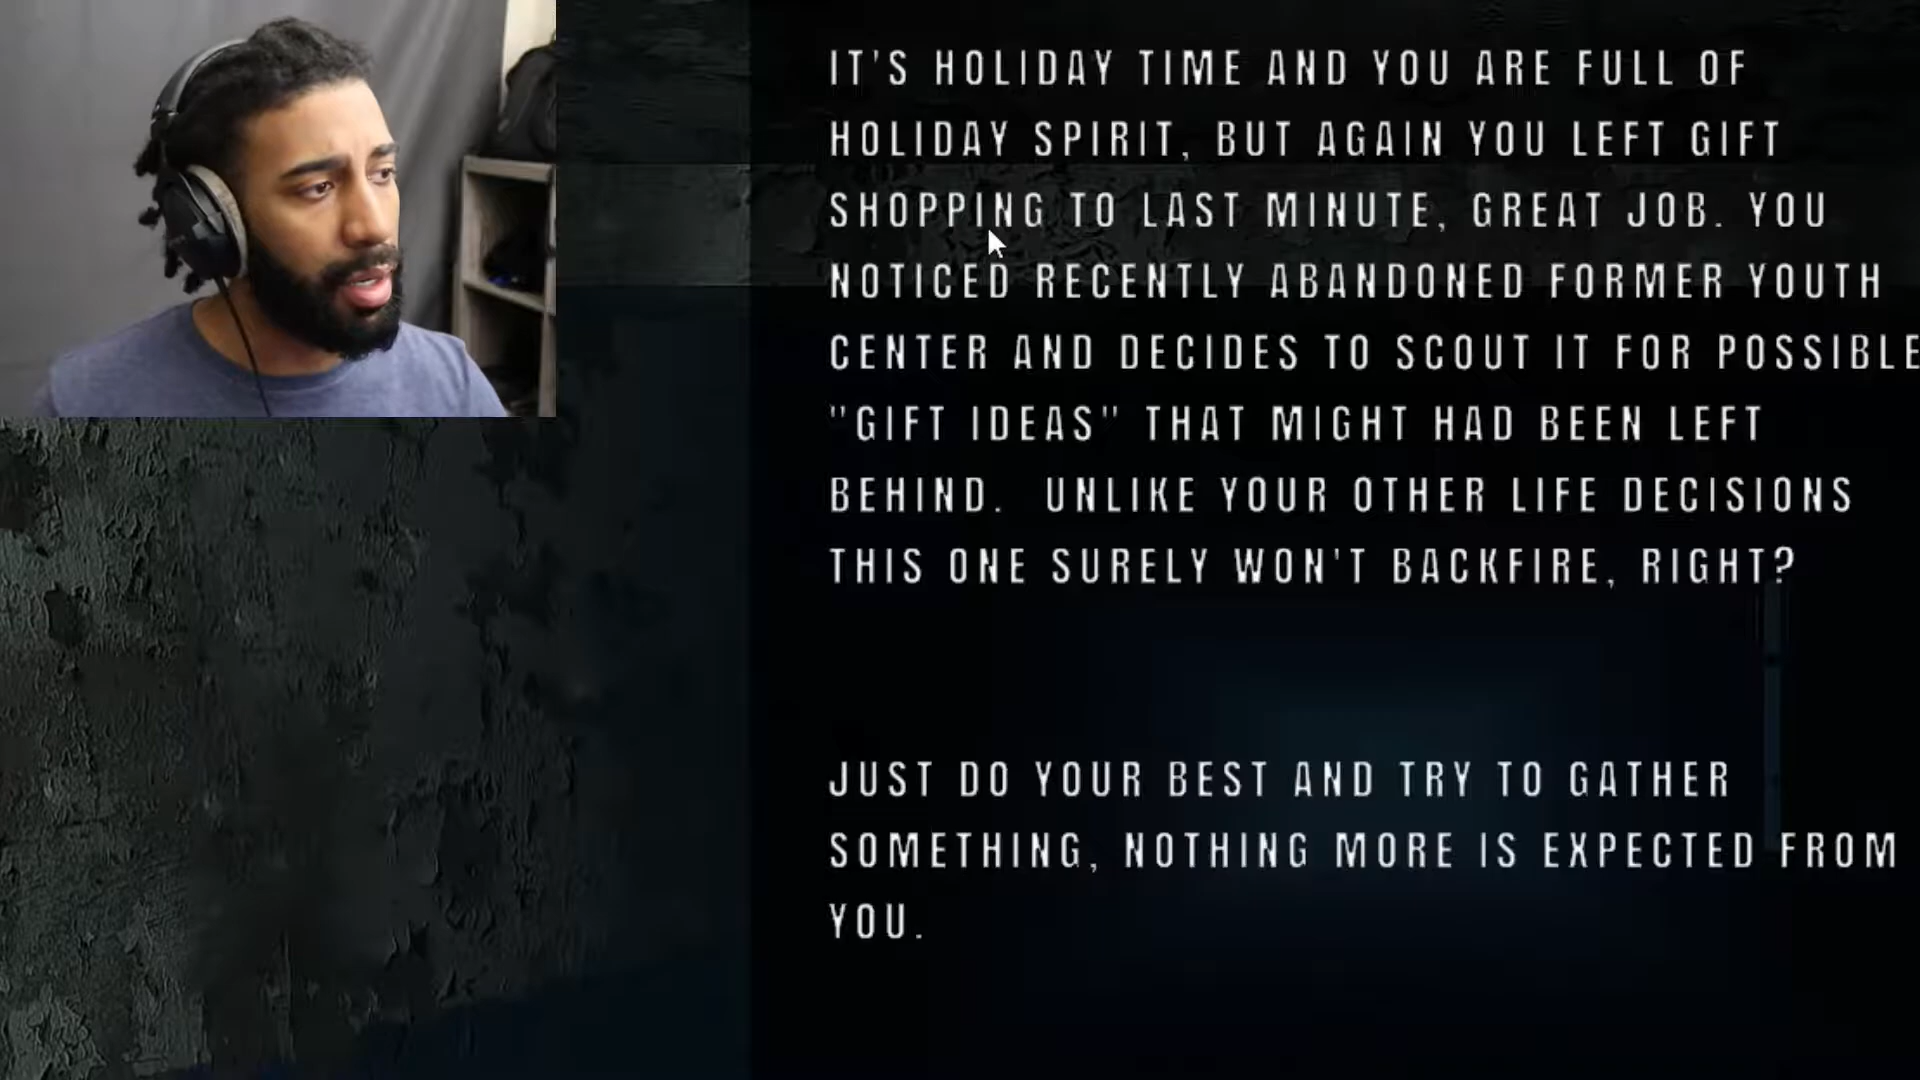 IT'S HOLIDAY TIME AND YOU ARE FULL OF
HOLIDAY SPIRIT, BUT AGAIN YOU LEFT GIFT
SHOPPING TO LAST MINUTE, GREAT JOB. YOU
NOTICED RECENTLY ABANDONED FORMER YOUTH
CENTER AND DECIDES TO SCOUT IT FOR POSSIBLE
"GIFT IDEAS" THAT MIGHT HAD BEEN LEFT
BEHIND. UNLIKE YOUR OTHER LIFE DECISIONS
THIS ONE SURELY WON'T BACKFIRE, RIGHT?
JUST DO YOUR BEST AND TRY TO GATHER
SOMETHING, NOTHING MORE IS EXPECTED FROM
YOU.